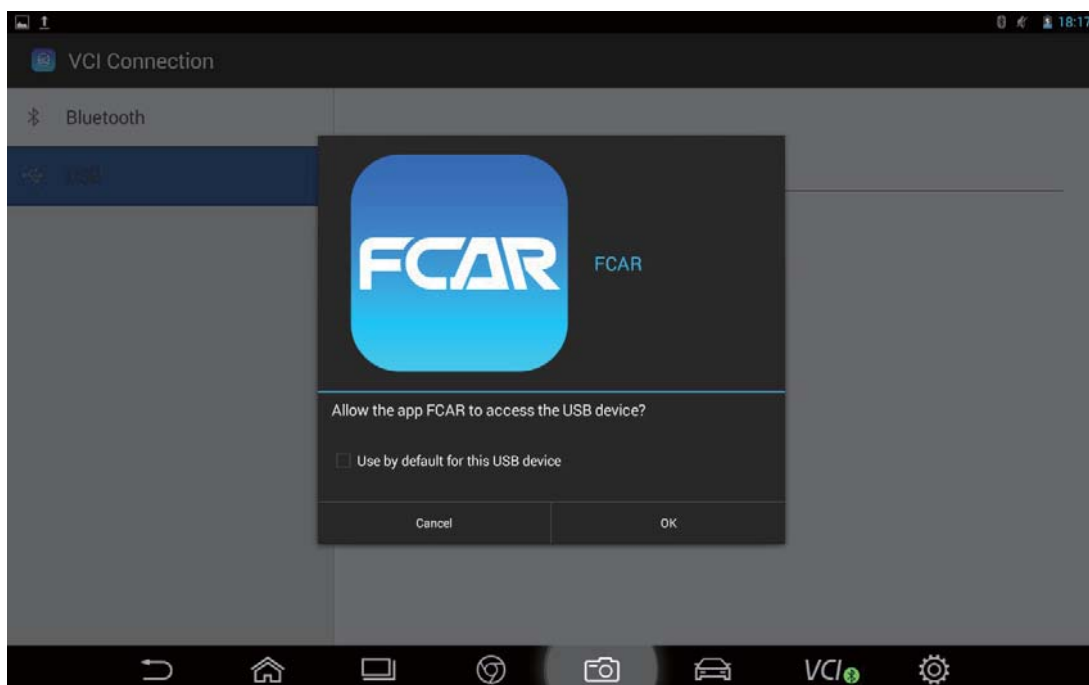 18:17
VCI Connection
Bluetooth
USB
FCAR
FCAR
Allow the app FCAR to access the USB device?
Use by default for this USB device
Cancel
OK
VCI